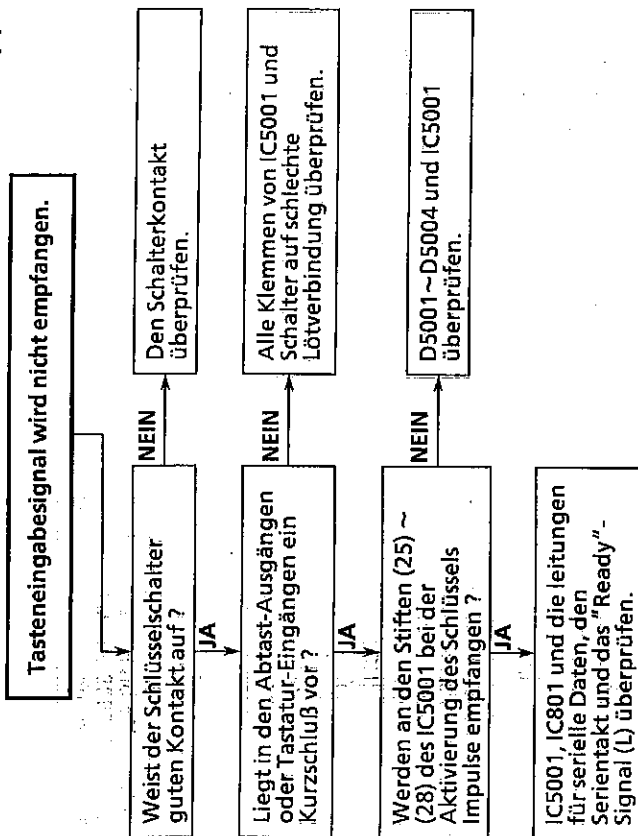 Tasteneingabesignal wird nicht empfangen.
Weist der Schlüsselschalter
guten Kontakt auf ?
NEIN
Den Schalterkontakt
überprüfen.
JA
Liegt in den Abtast-Ausgängen
oder Tastatur-Eingängen ein
Kurzschluß vor ?
NEIN
Alle Klemmen von IC5001 und
Schalter auf schlechte
Lötverbindung überprüfen.
JA
Werden an den Stiften (25) ~
(28) des IC5001 bei der
Aktivierung des Schlüssels
Impulse empfangen ?
NEIN
D5001~D5004 und IC5001
überprüfen.
JA
IC5001, IC801 und die leitungen
für serielle Daten, den
Serientakt und das "Ready"-
Signal (L) überprüfen.